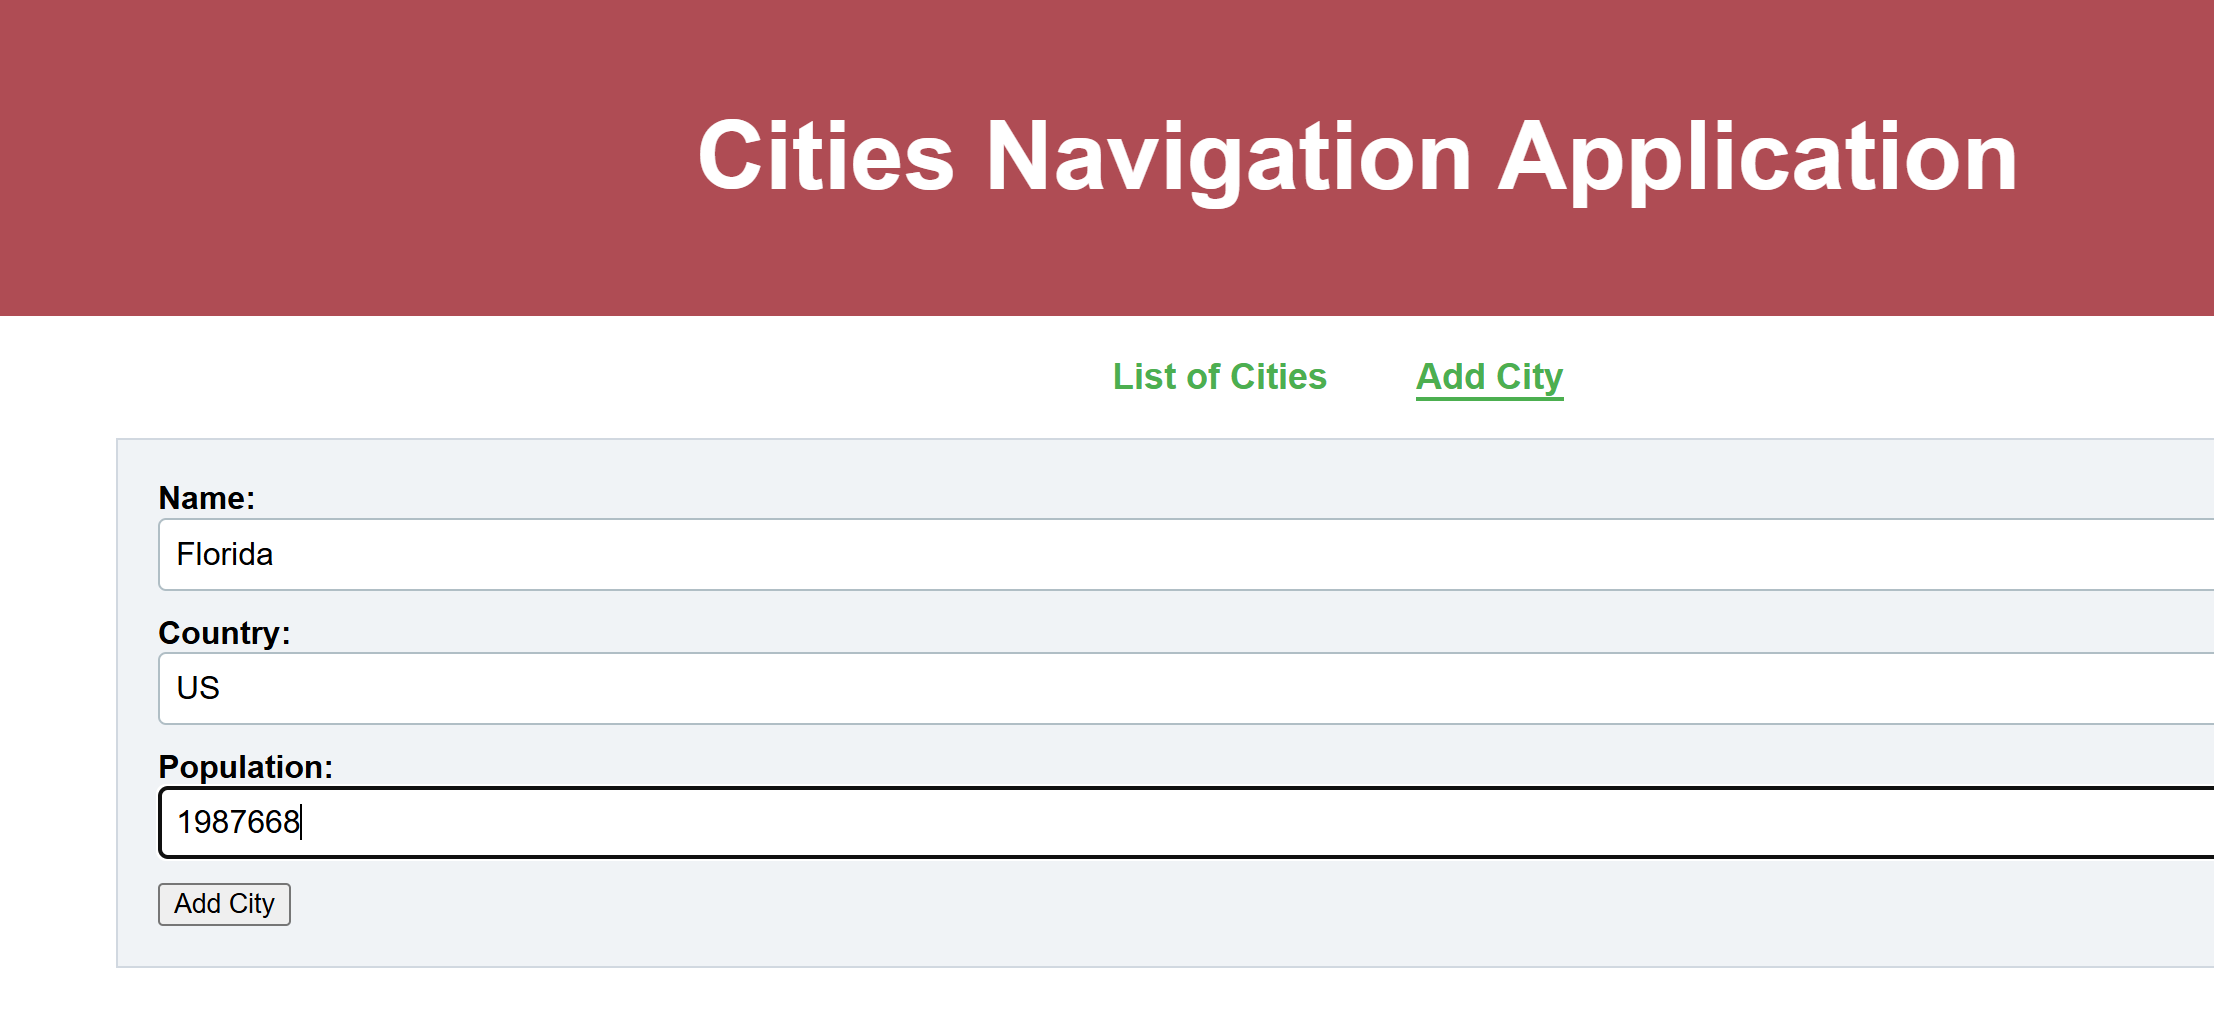 Cities Navigation Application
List of Cities Add City
Name:
Florida
Country:
US
Population:
1987668
Add City